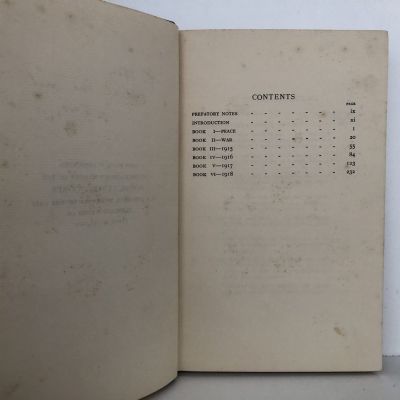 CONTENTS
PAGE
PREFATORY NOTES - - - - - - ix
INTRODUCTION - - - - - - xi
BOOK I—PEACE - - - - - - 1
BOOK II—WAR - - - - - - 20
BOOK III—1915 - - - - - - 55
BOOK IV—1916 - - - - - - 84
BOOK V—1917 - - - - - - 123
BOOK VI—1918 - - - - - - 232